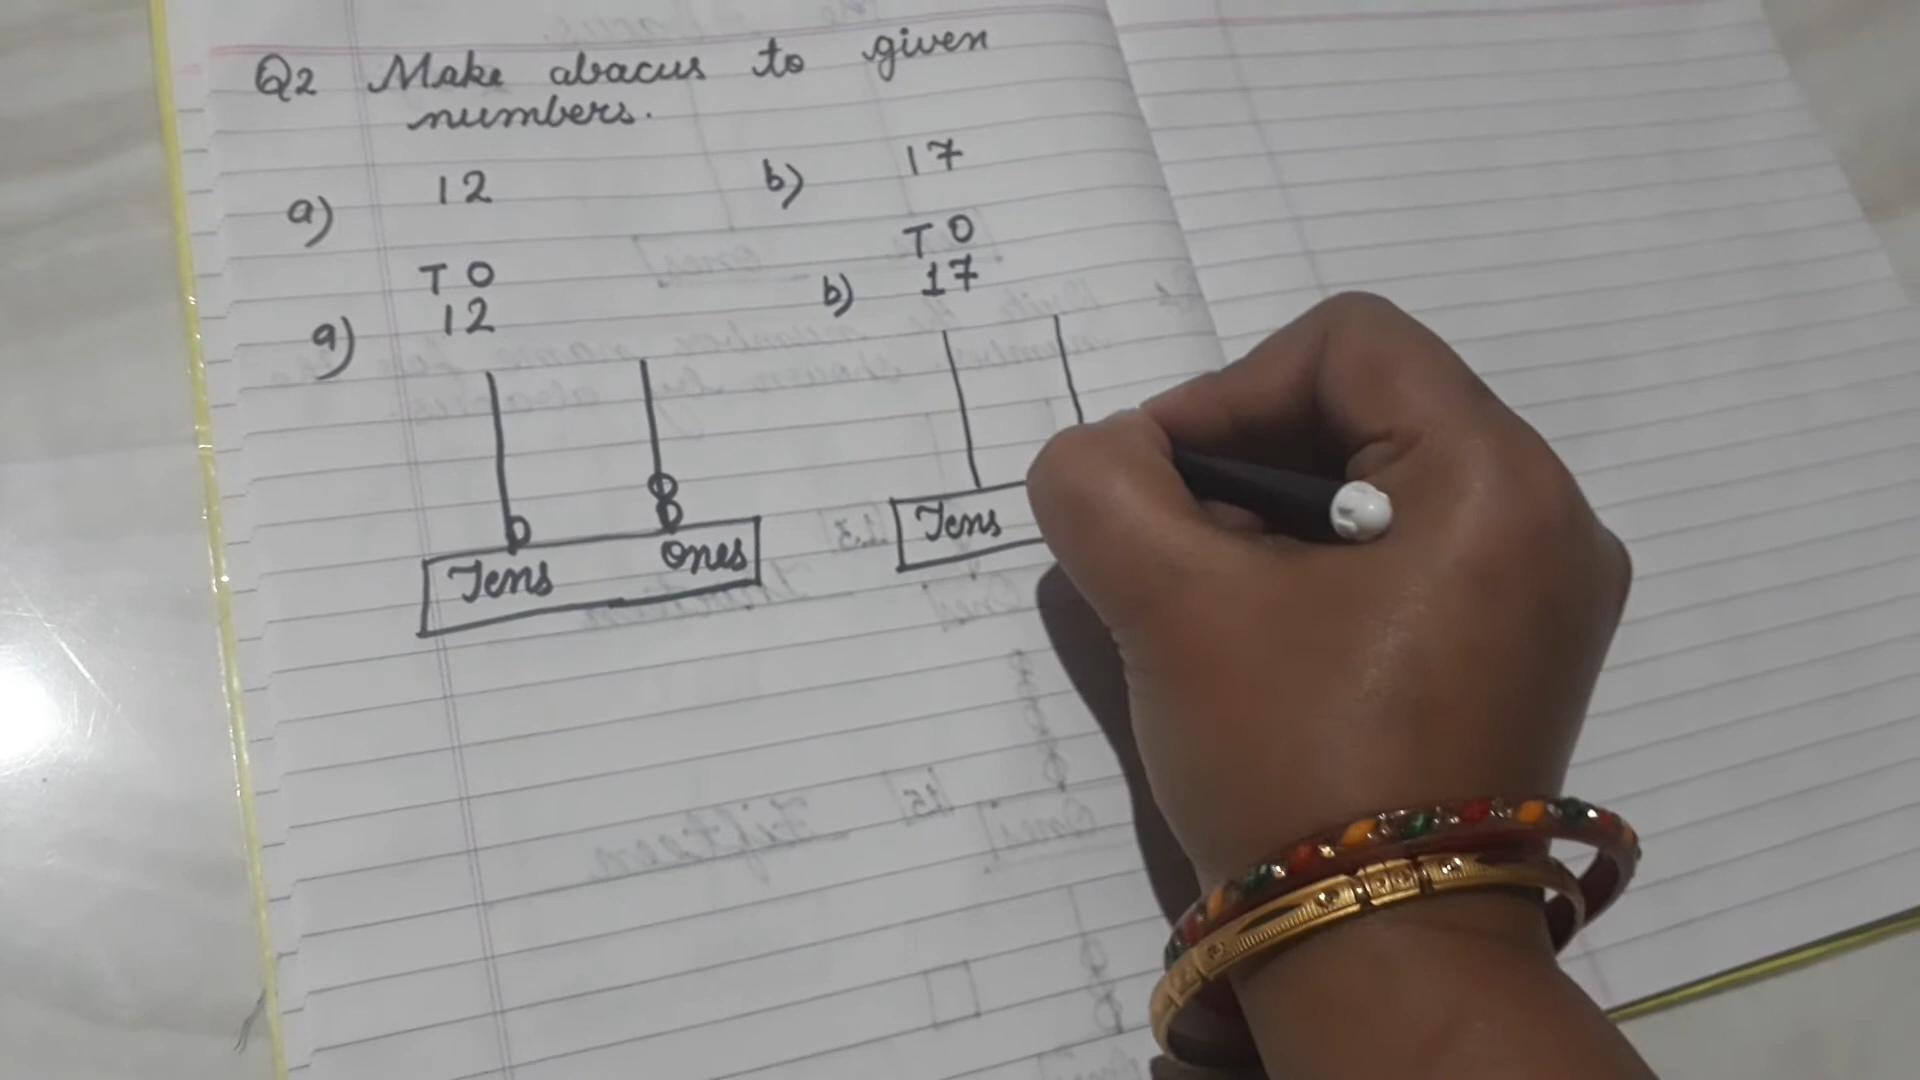 Q2 Make abacus to given
numbers.
a) 12 b) 17
T O T O
a) 12 b) 17
Tens Ones Tens